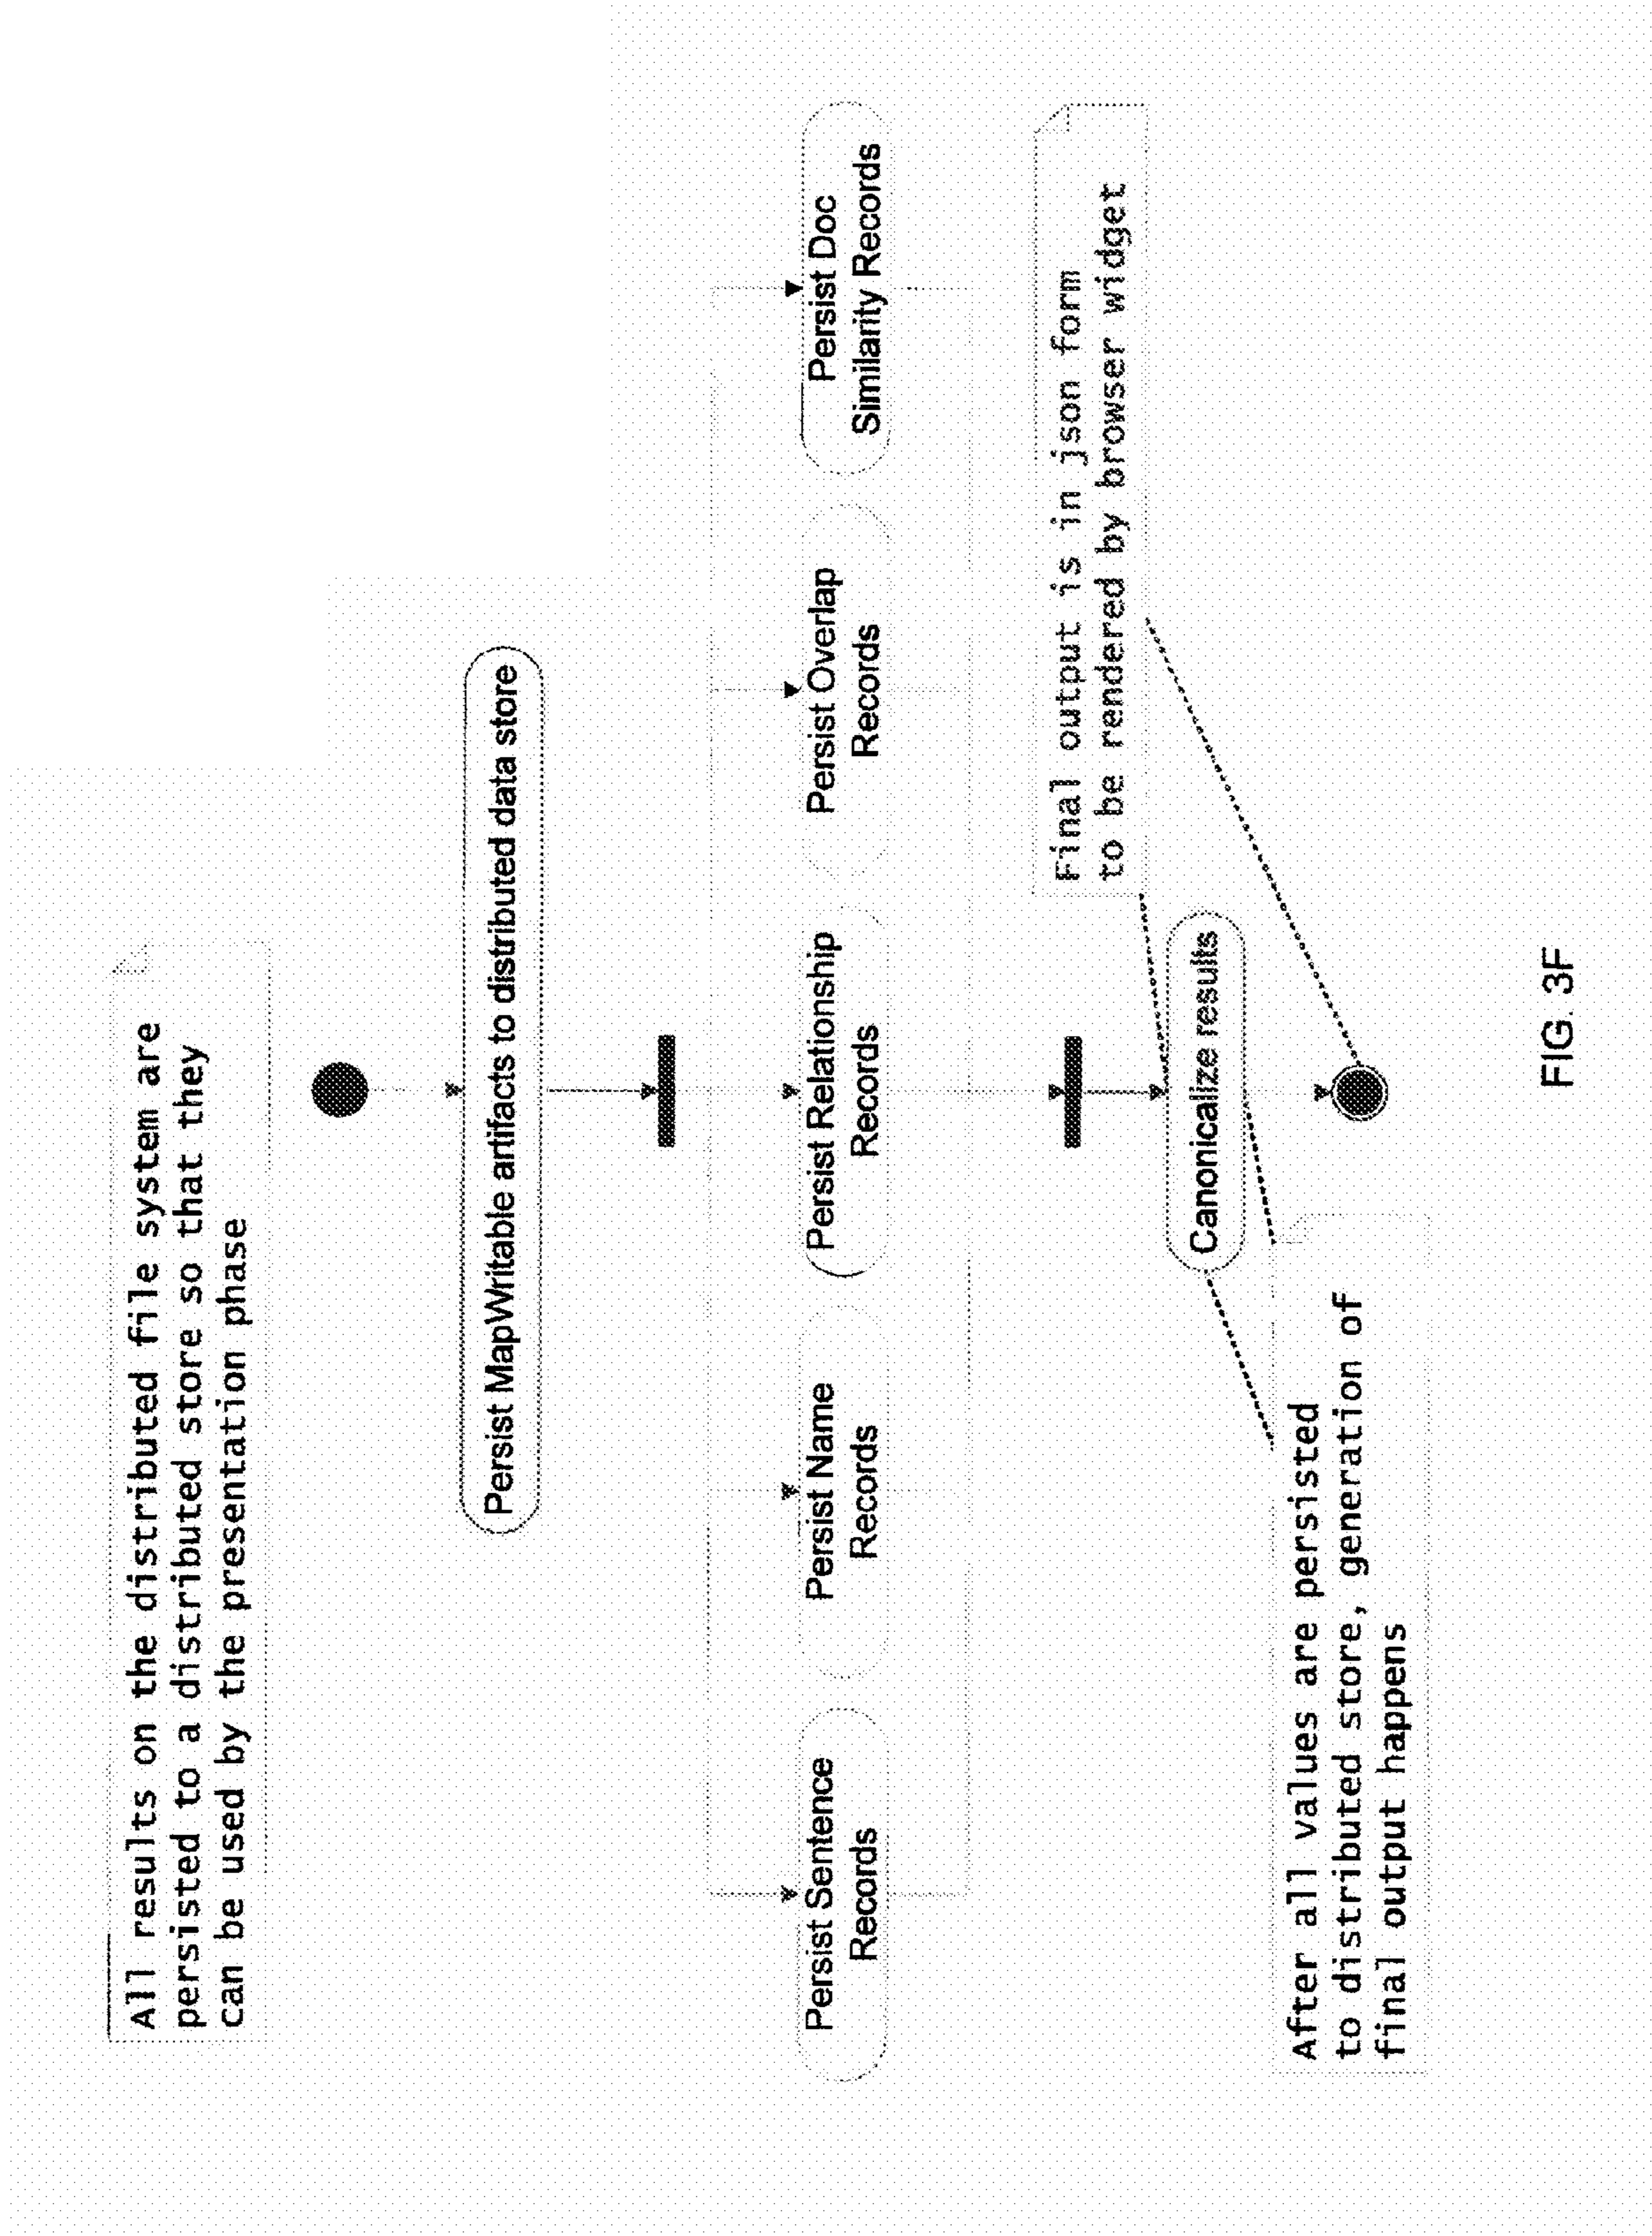 All results on the distributed file system are
persisted to a distributed store so that they
can be used by the presentation phase
Persist MapWritable artifacts to distributed data store
Persist Sentence
Records
Persist Name
Records
Persist Relationship
Records
Persist Overlap
Records
Persist Doc
Similarity Records
Final output is in json form
to be rendered by browser widget
Canonicalize results
After all values are persisted
to distributed store, generation of
final output happens
FIG. 3F